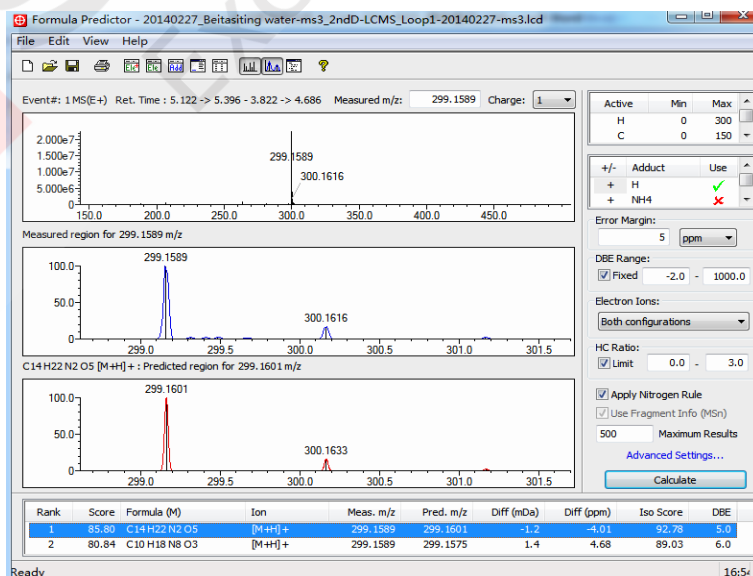 Formula Predictor - 20140227_Beitasiting water-ms3_2ndD-LCMS_Loop1-20140227-ms3.lcd
File Edit View Help
Event#: 1 MS(E+) Ret. Time : 5.122 -> 5.396 - 3.822 -> 4.686 Measured m/z: 299.1589 Charge: 1
2.000e7
1.500e7
1.000e7
5.000e6
0
299.1589
300.1616
150.0 200.0 250.0 300.0 350.0 400.0 450.0
Measured region for 299.1589 m/z
100.0
50.0
0
299.1589
300.1616
299.0 299.5 300.0 300.5 301.0 301.5
C14 H22 N2 O5 [M+H]+ : Predicted region for 299.1601 m/z
100.0
50.0
0
299.1601
300.1633
299.0 299.5 300.0 300.5 301.0 301.5
Active Min Max
H 0 300
C 0 150
+/- Adduct Use
+ H
+ NH4
Error Margin:
5 ppm
DBE Range:
Fixed -2.0 - 1000.0
Electron Ions:
Both configurations
HC Ratio:
Limit 0.0 - 3.0
Apply Nitrogen Rule
Use Fragment Info (MSn)
500 Maximum Results
Advanced Settings...
Calculate
Rank Score Formula (M) Ion Meas. m/z Pred. m/z Diff (mDa) Diff (ppm) Iso Score DBE
1 85.80 C14 H22 N2 O5 [M+H]+ 299.1589 299.1601 -1.2 -4.01 92.78 5.0
2 80.84 C10 H18 N8 O3 [M+H]+ 299.1589 299.1575 1.4 4.68 89.03 6.0
Ready